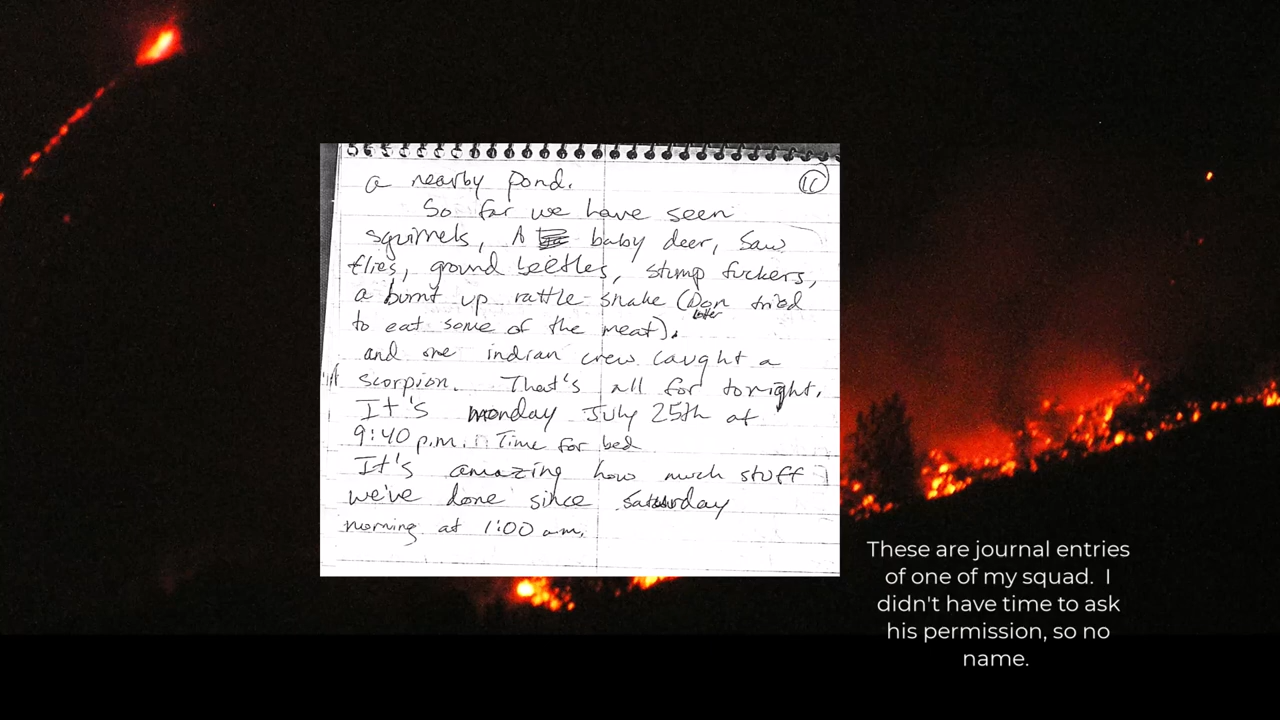 a nearby pond.
So far we have seen
squirrels, A baby deer, Saw
flies, ground beetles, stump fuckers,
a burnt up rattle-snake (Don tried
to eat some of the meat).
and one indian crew caught a
scorpion. That's all for tonight.
It's monday July 25th at
9:40 p.m. Time for bed
It's amazing how much stuff
we've done since saturday
morning at 1:00 am.
These are journal entries
of one of my squad. I
didn't have time to ask
his permission, so no
name.